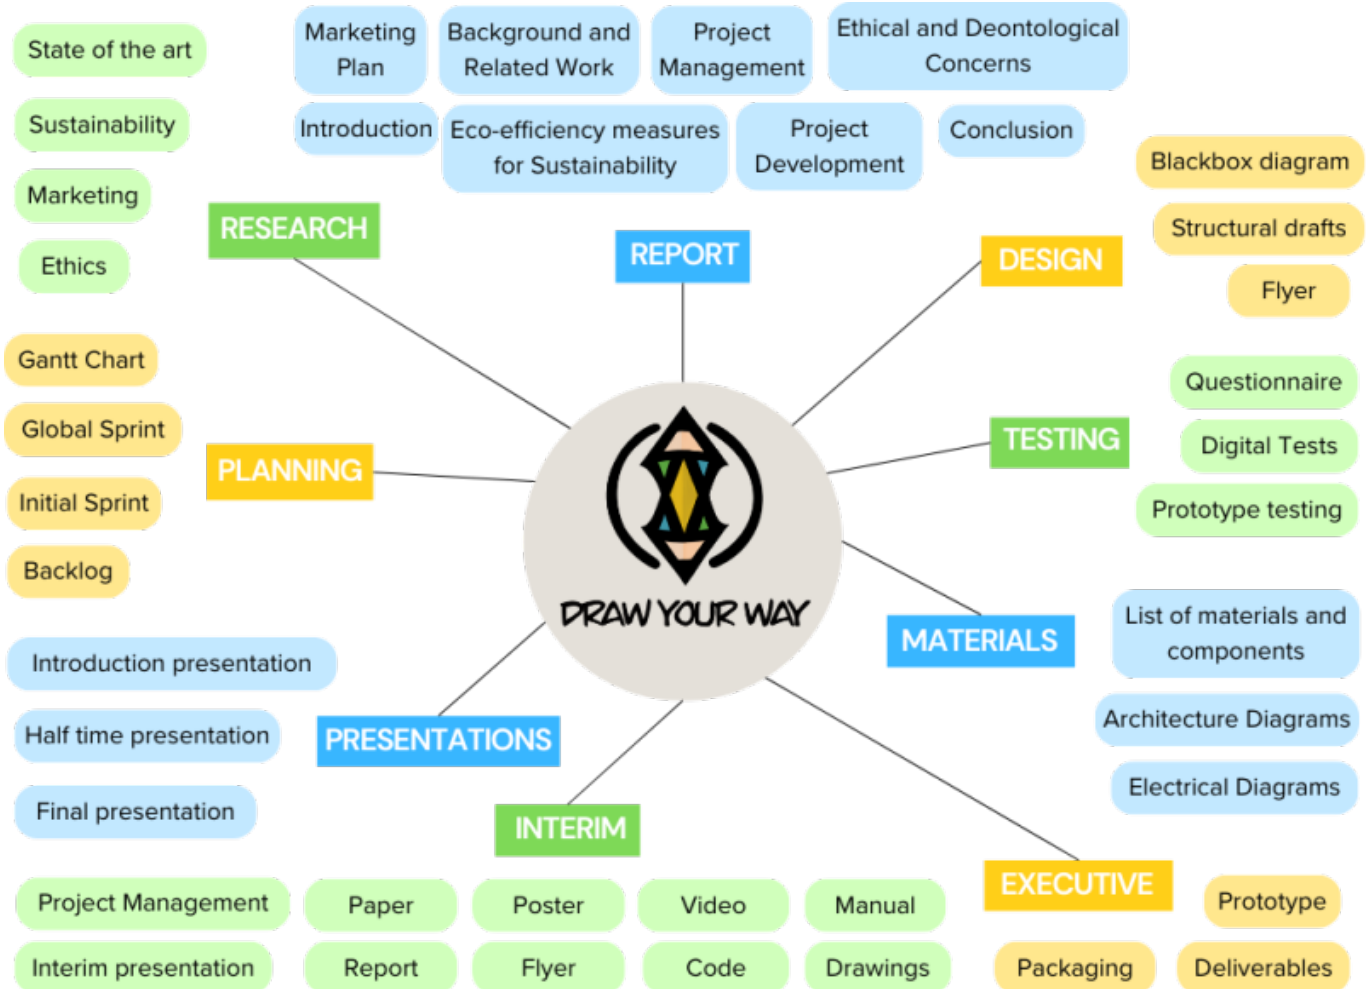 State of the art
Sustainability
Marketing
Ethics
RESEARCH
Marketing
Plan
Background and
Related Work
Project
Management
Ethical and Deontological
Concerns
Introduction
Eco-efficiency measures
for Sustainability
Project
Development
Conclusion
REPORT
Blackbox diagram
Structural drafts
Flyer
DESIGN
Gantt Chart
Global Sprint
Initial Sprint
Backlog
PLANNING
Questionnaire
Digital Tests
Prototype testing
TESTING
DRAW YOUR WAY
MATERIALS
List of materials and
components
Architecture Diagrams
Electrical Diagrams
Introduction presentation
Half time presentation
Final presentation
PRESENTATIONS
INTERIM
Project Management
Paper
Poster
Video
Manual
Interim presentation
Report
Flyer
Code
Drawings
EXECUTIVE
Prototype
Packaging
Deliverables